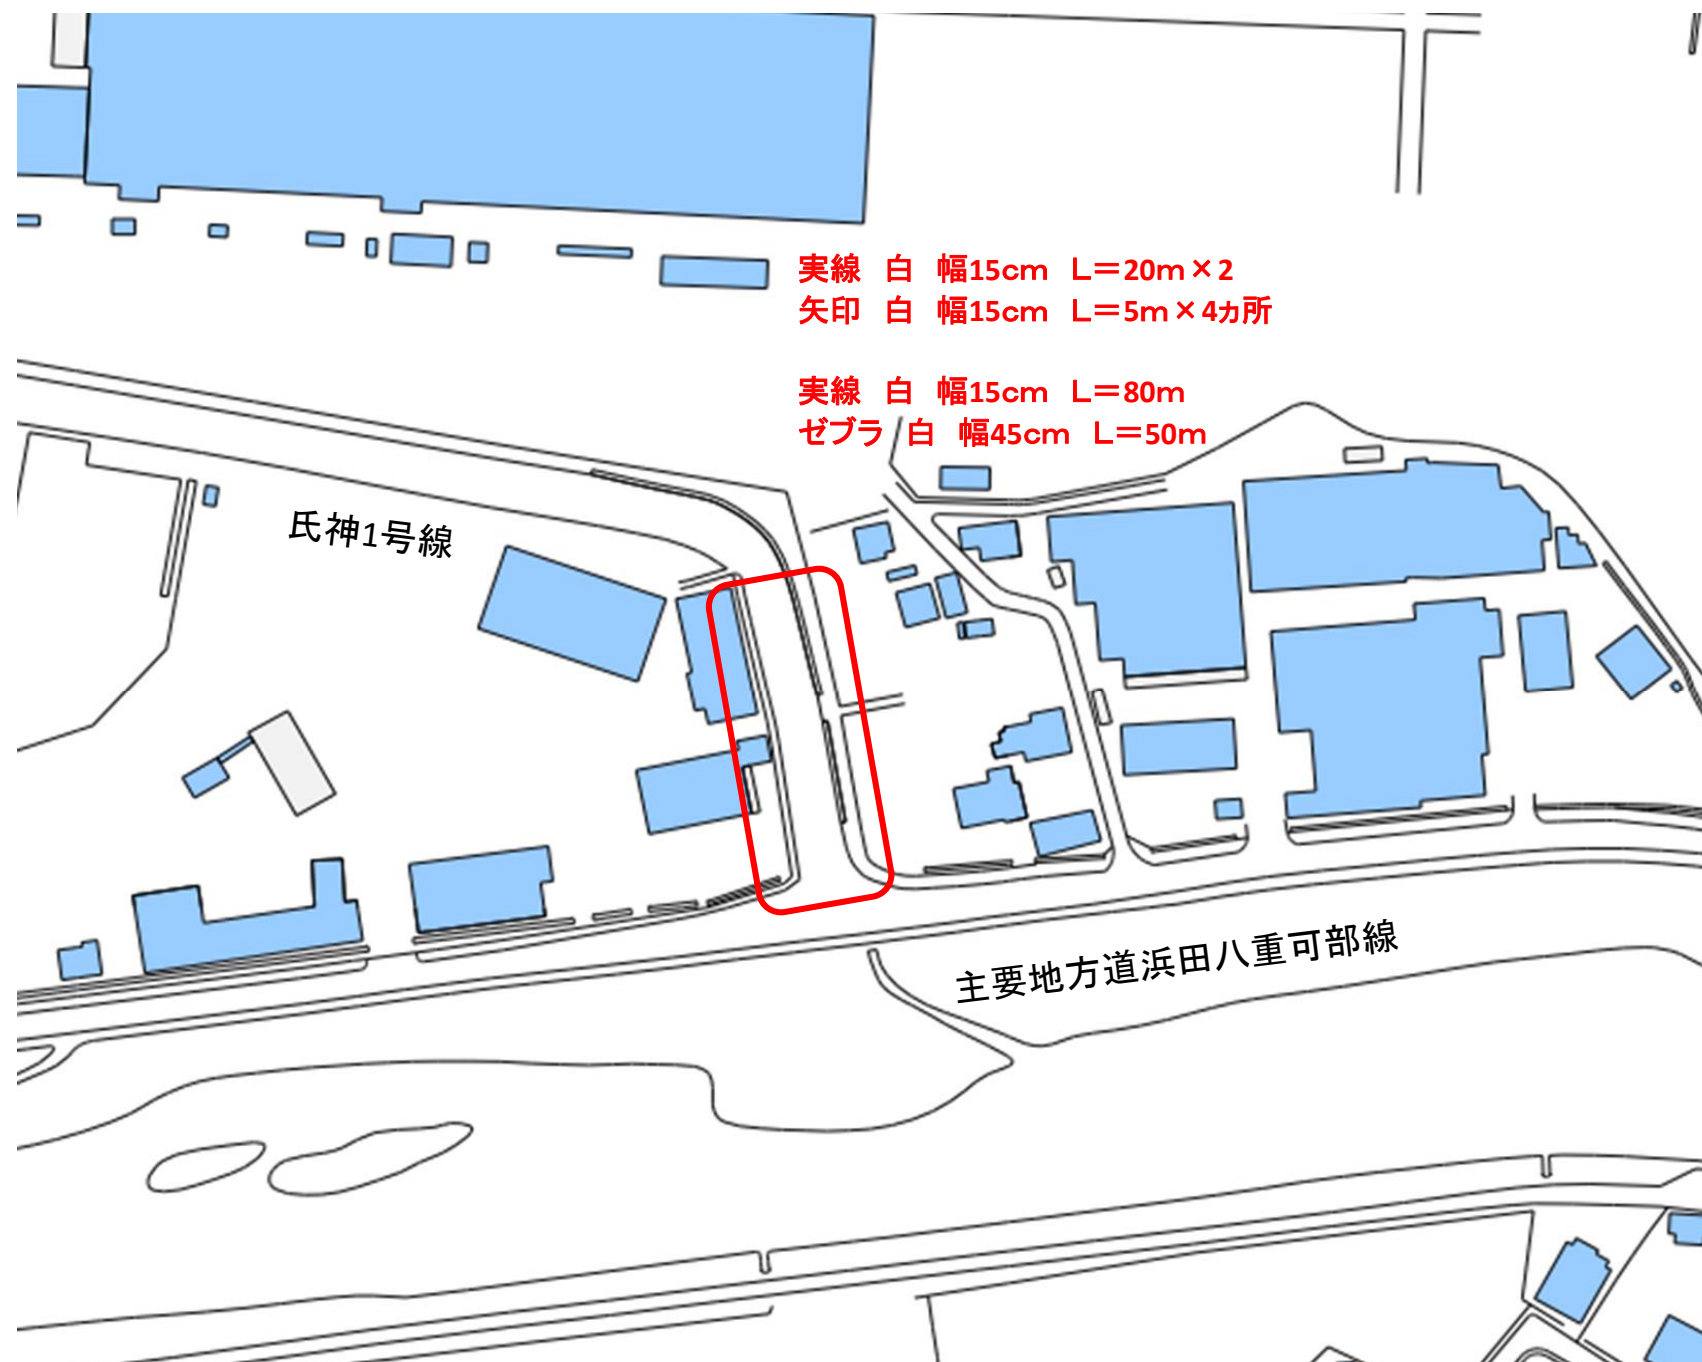 実線　白　幅15cm　L＝20m×2
矢印　白　幅15cm　L＝5m×4ヵ所
実線　白　幅15cm　L＝80m
ゼブラ　白　幅45cm　L＝50m
氏神1号線
主要地方道浜田八重可部線